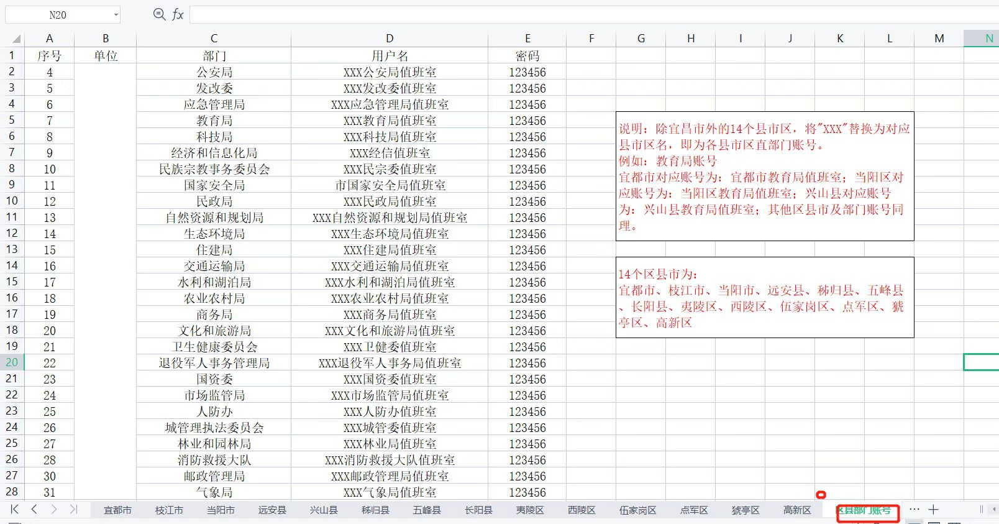 N20
fx
A B C D E F G H I J K L M N
1 序号 单位 部门 用户名 密码
2 4 公安局 XXX公安局值班室 123456
3 5 发改委 XXX发改委值班室 123456
4 6 应急管理局 XXX应急管理局值班室 123456
5 7 教育局 XXX教育局值班室 123456
6 8 科技局 XXX科技局值班室 123456
7 9 经济和信息化局 XXX经信值班室 123456
8 10 民族宗教事务委员会 XXX民宗委值班室 123456
9 11 国家安全局 市国家安全局值班室 123456
10 12 民政局 XXX民政局值班室 123456
11 13 自然资源和规划局 XXX自然资源和规划局值班室 123456
12 14 生态环境局 XXX生态环境局值班室 123456
13 15 住建局 XXX住建局值班室 123456
14 16 交通运输局 XXX交通运输局值班室 123456
15 17 水利和湖泊局 XXX水利和湖泊局值班室 123456
16 18 农业农村局 XXX农业农村局值班室 123456
17 19 商务局 XXX商务局值班室 123456
18 20 文化和旅游局 XXX文化和旅游局值班室 123456
19 21 卫生健康委员会 XXX卫健委值班室 123456
20 22 退役军人事务管理局 XXX退役军人事务局值班室 123456
21 23 国资委 XXX国资委值班室 123456
22 24 市场监管局 XXX市场监管局值班室 123456
23 25 人防办 XXX人防办值班室 123456
24 26 城管理执法委员会 XXX城管委值班室 123456
25 27 林业和园林局 XXX林业局值班室 123456
26 28 消防救援大队 XXX消防救援大队值班室 123456
27 30 邮政管理局 XXX邮政管理局值班室 123456
28 31 气象局 XXX气象局值班室 123456
说明：除宜昌市外的14个县市区，将"XXX"替换为对应
县市区名，即为各县市区直部门账号。
例如：教育局账号
宜都市对应账号为：宜都市教育局值班室；当阳区对
应账号为：当阳区教育局值班室；兴山县对应账号
为：兴山县教育局值班室；其他区县市及部门账号同
理。
14个区县市为：
宜都市、枝江市、当阳市、远安县、秭归县、五峰县
、长阳县、夷陵区、西陵区、伍家岗区、点军区、猇
亭区、高新区
宜都市 枝江市 当阳市 远安县 兴山县 秭归县 五峰县 长阳县 夷陵区 西陵区 伍家岗区 点军区 猇亭区 高新区 区县部门账号 ··· +